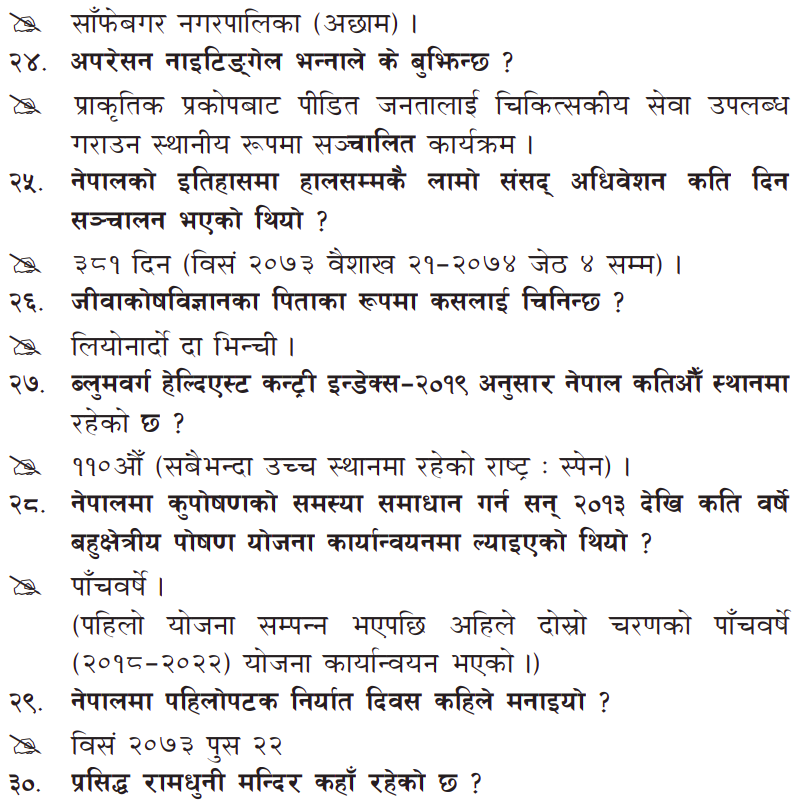 साँफेबगर नगरपालिका (अछाम) ।
२४. अपरेसन नाइटिङ्गेल भन्नाले के बुझिन्छ ?
प्राकृतिक प्रकोपबाट पीडित जनतालाई चिकित्सकीय सेवा उपलब्ध
गराउन स्थानीय रूपमा सञ्चालित कार्यक्रम ।
२५. नेपालको इतिहासमा हालसम्मकै लामो संसद् अधिवेशन कति दिन
सञ्चालन भएको थियो ?
३८१ दिन (विसं २०७३ वैशाख २१–२०७४ जेठ ४ सम्म) ।
२६. जीवाकोषविज्ञानका पिताका रूपमा कसलाई चिनिन्छ ?
लियोनार्दो दा भिन्ची ।
२७. ब्लुमवर्ग हेल्दिएस्ट कन्ट्री इन्डेक्स–२०१९ अनुसार नेपाल कतिऔँ स्थानमा
रहेको छ ?
११०औँ (सबैभन्दा उच्च स्थानमा रहेको राष्ट्र : स्पेन) ।
२८. नेपालमा कुपोषणको समस्या समाधान गर्न सन् २०१३ देखि कति वर्षे
बहुक्षेत्रीय पोषण योजना कार्यान्वयनमा ल्याइएको थियो ?
पाँचवर्षे ।
(पहिलो योजना सम्पन्न भएपछि अहिले दोस्रो चरणको पाँचवर्षे
(२०१८–२०२२) योजना कार्यान्वयन भएको ।)
२९. नेपालमा पहिलोपटक निर्यात दिवस कहिले मनाइयो ?
विसं २०७३ पुस २२
३०. प्रसिद्ध रामधुनी मन्दिर कहाँ रहेको छ ?